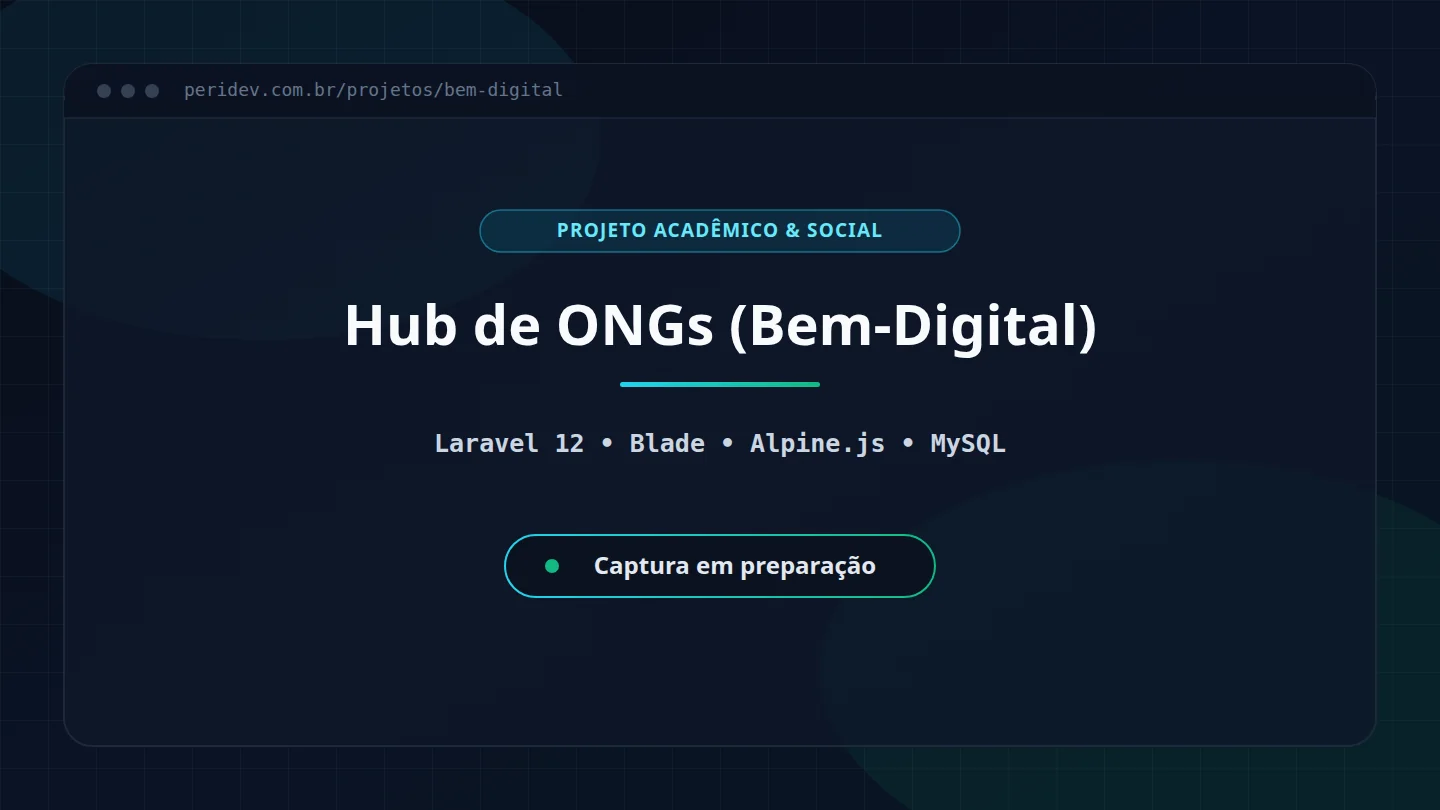 peridev.com.br/projetos/bem-digital
PROJETO ACADÊMICO & SOCIAL
Hub de ONGs (Bem-Digital)
Laravel 12 • Blade • Alpine.js • MySQL
Captura em preparação